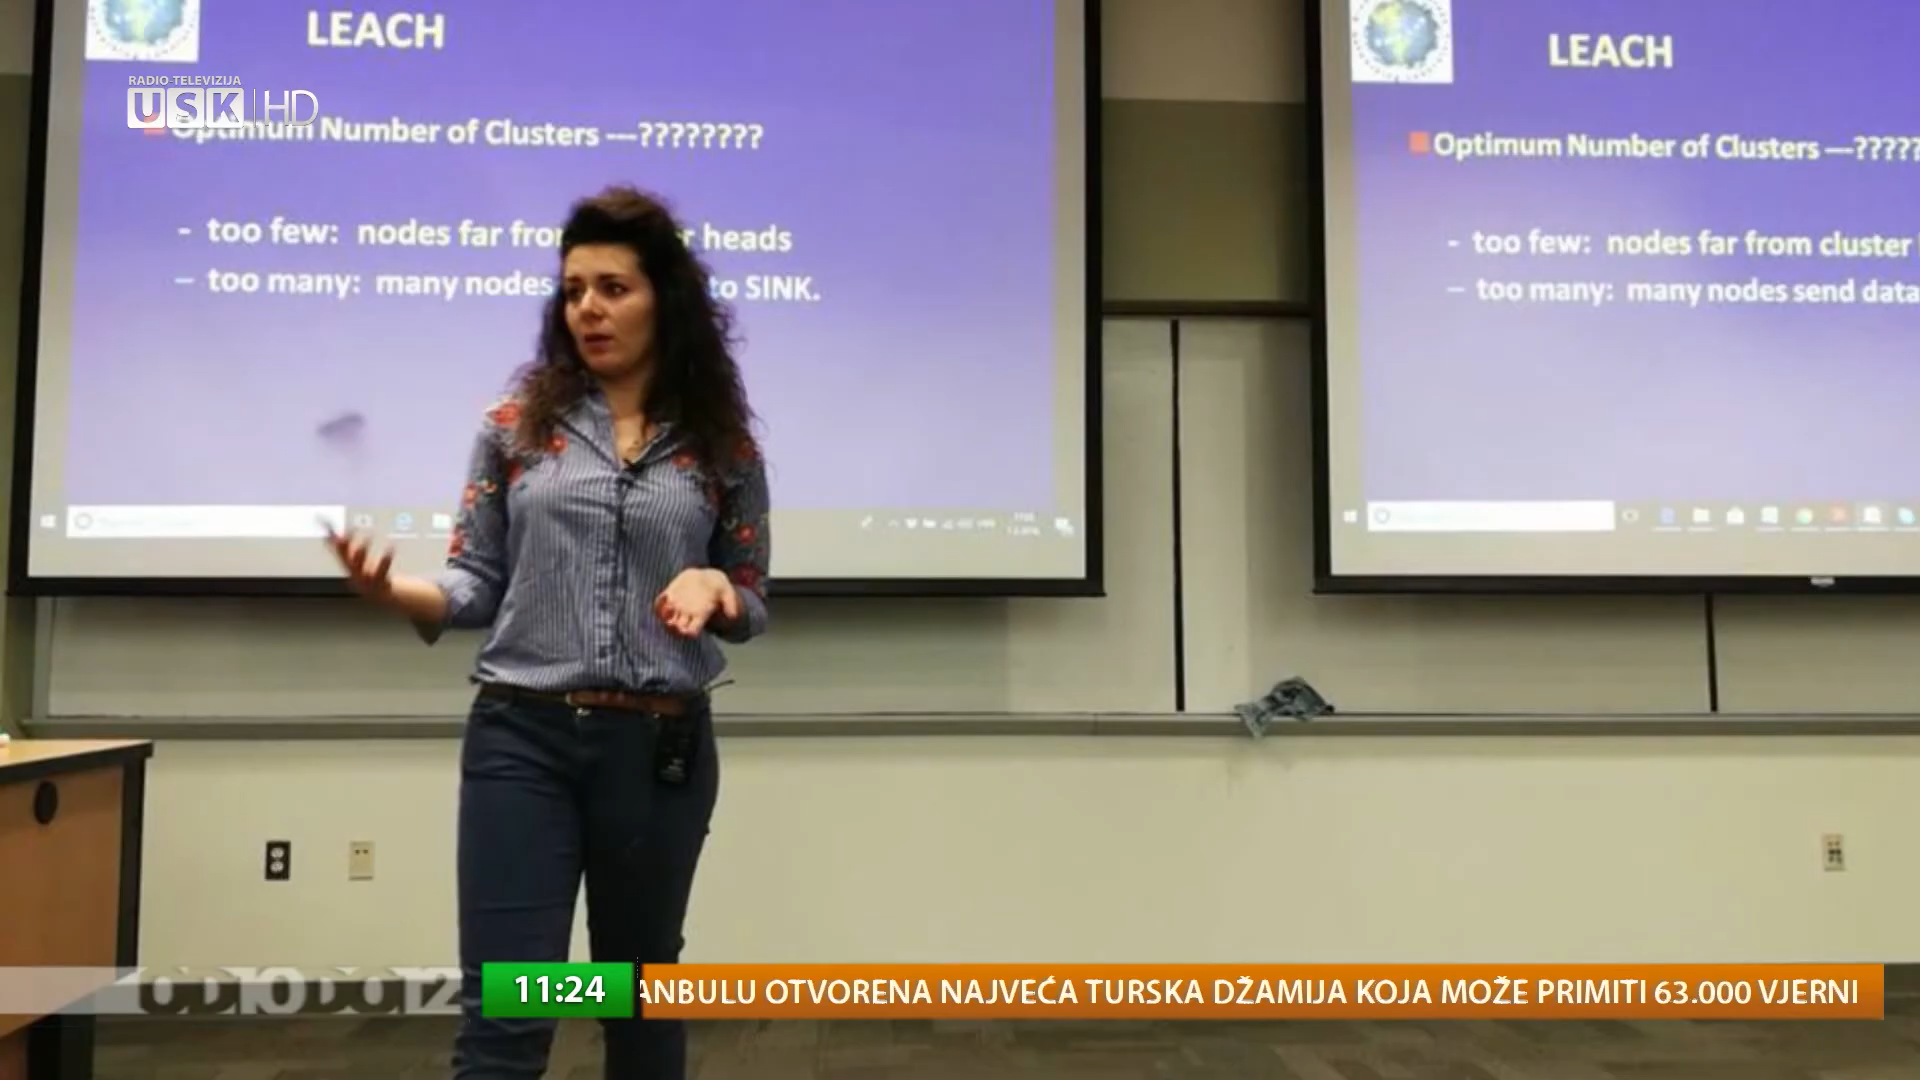 LEACH
RADIO-TELEVIZIJA
USK HD
Optimum Number of Clusters ---????????
- too few: nodes far from heads
– too many: many nodes to SINK.
LEACH
Optimum Number of Clusters ---?????
- too few: nodes far from cluster
– too many: many nodes send data
OD10DO12
11:24
ANBULU OTVORENA NAJVEĆA TURSKA DŽAMIJA KOJA MOŽE PRIMITI 63.000 VJERNI